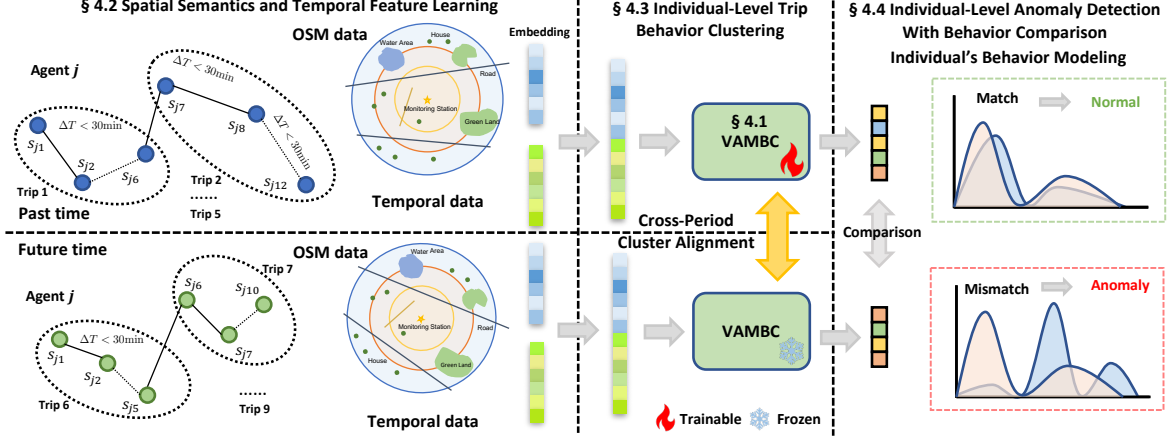 § 4.2 Spatial Semantics and Temporal Feature Learning
Agent j
ΔT < 30min
s_j1
s_j2
s_j6
Trip 1
Past time
ΔT < 30min
s_j7
s_j8
ΔT < 30min
s_j12
Trip 2
......
Trip 5
OSM data
House
Water Area
Road
Monitoring Station
Green Land
Temporal data
Embedding
Future time
Agent j
ΔT < 30min
s_j1
s_j2
s_j5
Trip 6
Trip 7
s_j6
s_j10
s_j7
......
Trip 9
OSM data
Water Area
Road
Monitoring Station
House
Green Land
Temporal data
§ 4.3 Individual-Level Trip
Behavior Clustering
§ 4.1
VAMBC
Cross-Period
Cluster Alignment
VAMBC
Trainable
Frozen
§ 4.4 Individual-Level Anomaly Detection
With Behavior Comparison
Individual's Behavior Modeling
Match
Normal
Comparison
Mismatch
Anomaly